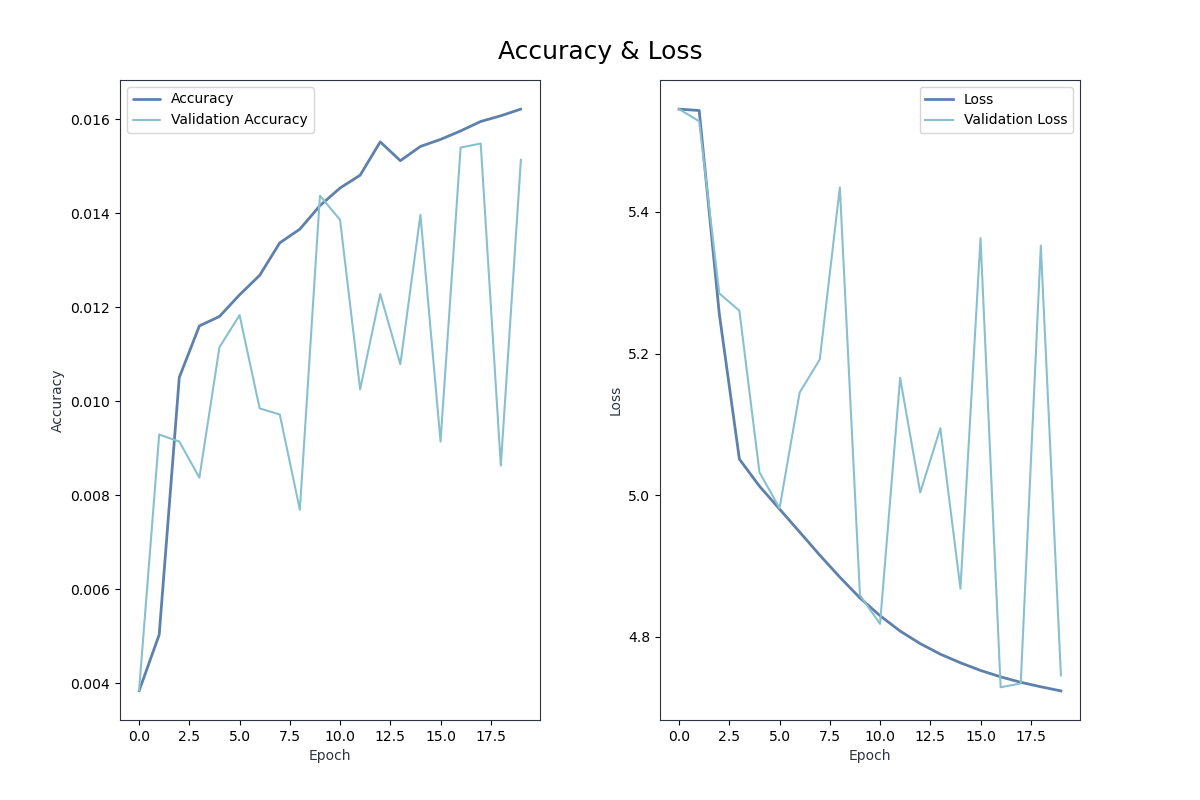 Accuracy & Loss
Accuracy
Validation Accuracy
0.016
0.014
0.012
0.010
0.008
0.006
0.004
Accuracy
0.0 2.5 5.0 7.5 10.0 12.5 15.0 17.5
Epoch
Loss
Validation Loss
5.4
5.2
5.0
4.8
Loss
0.0 2.5 5.0 7.5 10.0 12.5 15.0 17.5
Epoch